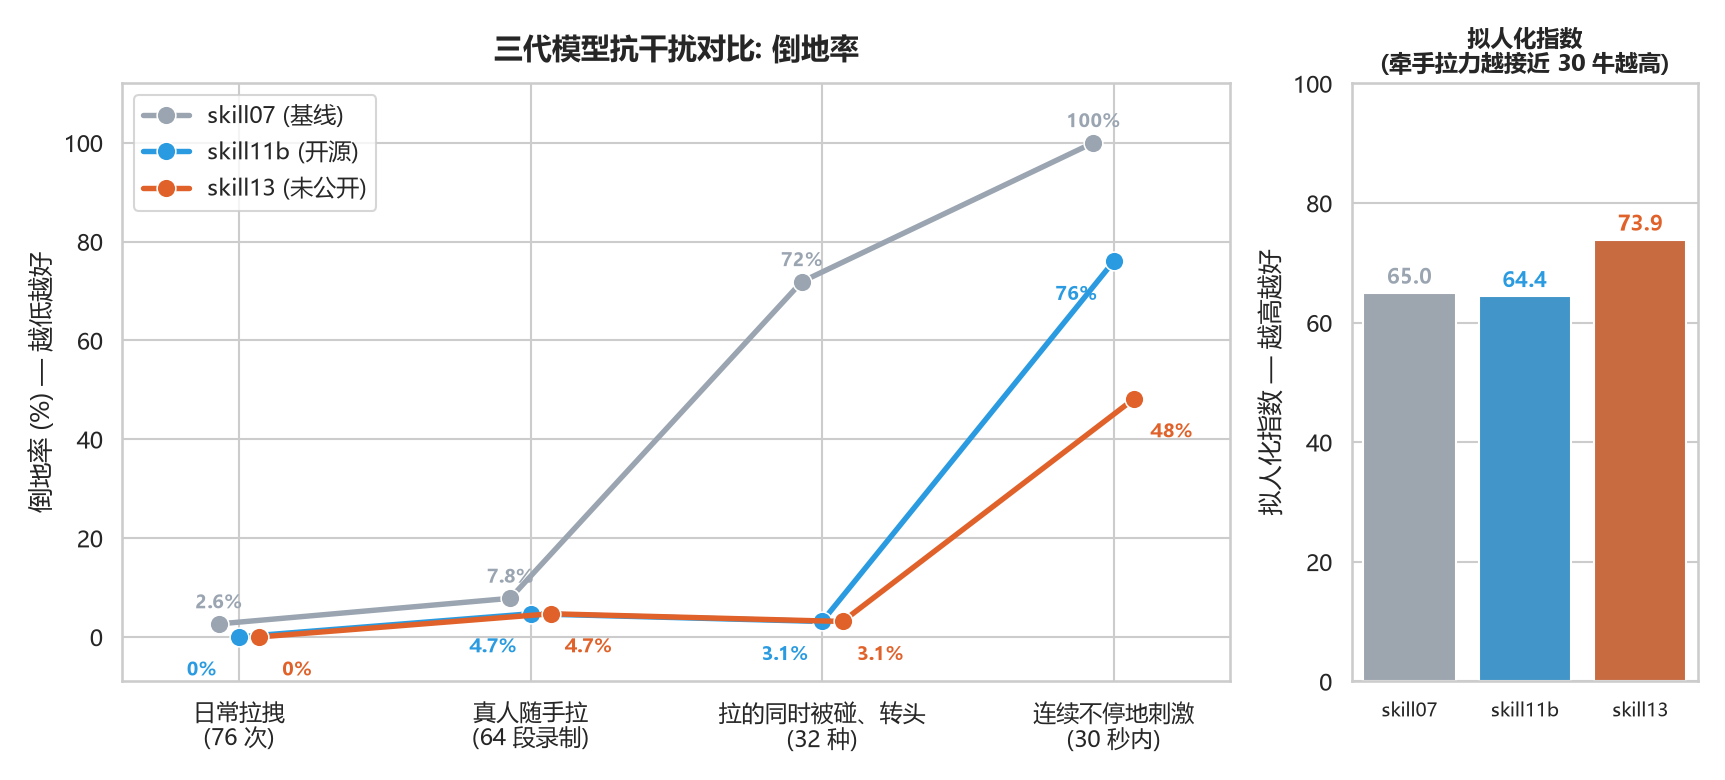 三代模型抗干扰对比: 倒地率
skill07 (基线)
skill11b (开源)
skill13 (未公开)
倒地率 (%) — 越低越好
100
80
60
40
20
0
2.6%
7.8%
72%
100%
0%
4.7%
3.1%
76%
0%
4.7%
3.1%
48%
日常拉拽
(76 次)
真人随手拉
(64 段录制)
拉的同时被碰、转头
(32 种)
连续不停地刺激
(30 秒内)
拟人化指数
(牵手拉力越接近 30 牛越高)
拟人化指数 — 越高越好
100
80
60
40
20
0
65.0
64.4
73.9
skill07
skill11b
skill13